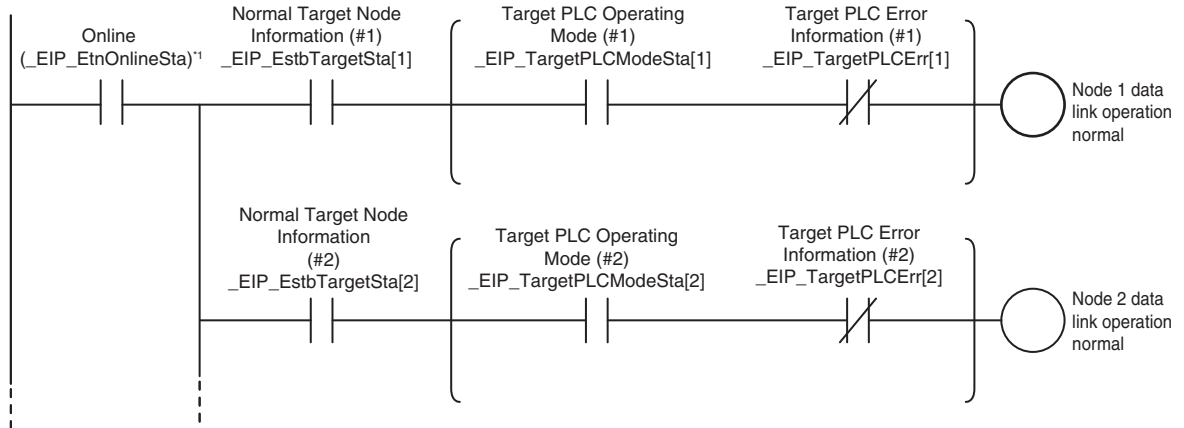 Online
(_EIP_EtnOnlineSta)*1
Normal Target Node
Information (#1)
_EIP_EstbTargetSta[1]
Target PLC Operating
Mode (#1)
_EIP_TargetPLCModeSta[1]
Target PLC Error
Information (#1)
_EIP_TargetPLCErr[1]
Node 1 data
link operation
normal
Normal Target Node
Information
(#2)
_EIP_EstbTargetSta[2]
Target PLC Operating
Mode (#2)
_EIP_TargetPLCModeSta[2]
Target PLC Error
Information (#2)
_EIP_TargetPLCErr[2]
Node 2 data
link operation
normal